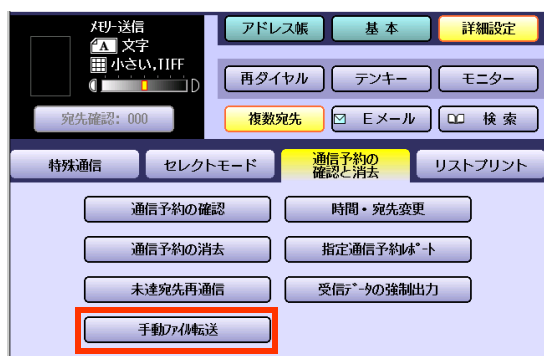 ﾒﾓﾘｰ送信
A 文字
小さい,TIFF
D
宛先確認: 000
アドレス帳
基本
詳細設定
再ダイヤル
テンキー
モニター
複数宛先
Eメール
検索
特殊通信
セレクトモード
通信予約の
確認と消去
リストプリント
通信予約の確認
時間・宛先変更
通信予約の消去
指定通信予約ﾚﾎﾟｰﾄ
未達宛先再通信
受信ﾃﾞｰﾀの強制出力
手動ﾌｧｲﾙ転送